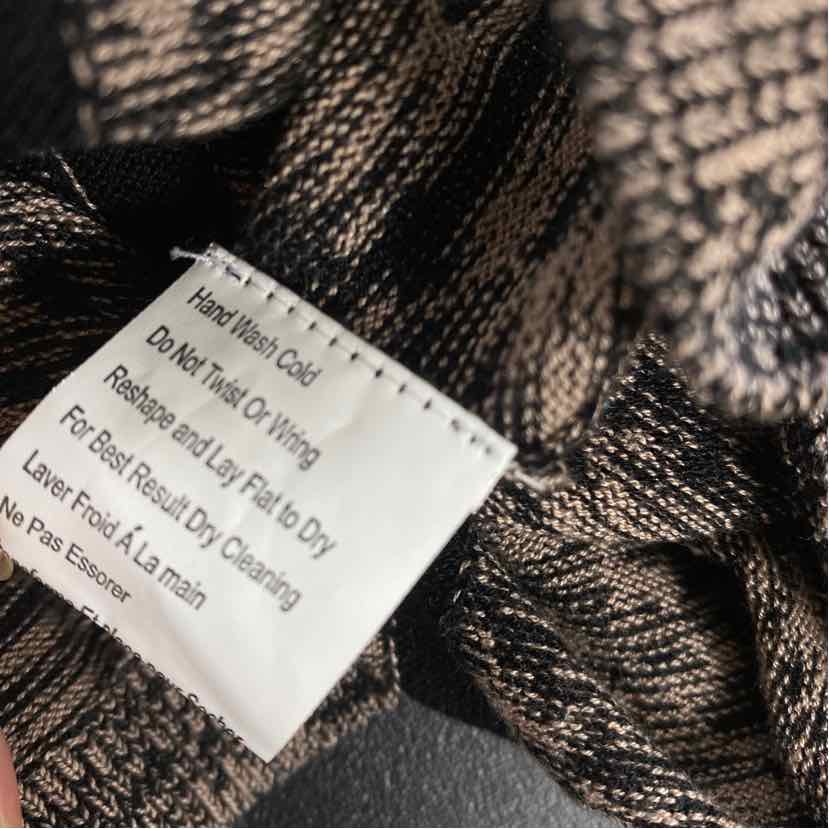 Hand Wash Cold
Do Not Twist Or Wring
Reshape and Lay Flat to Dry
For Best Result Dry Cleaning
Laver Froid Á La main
Ne Pas Essorer
Secher